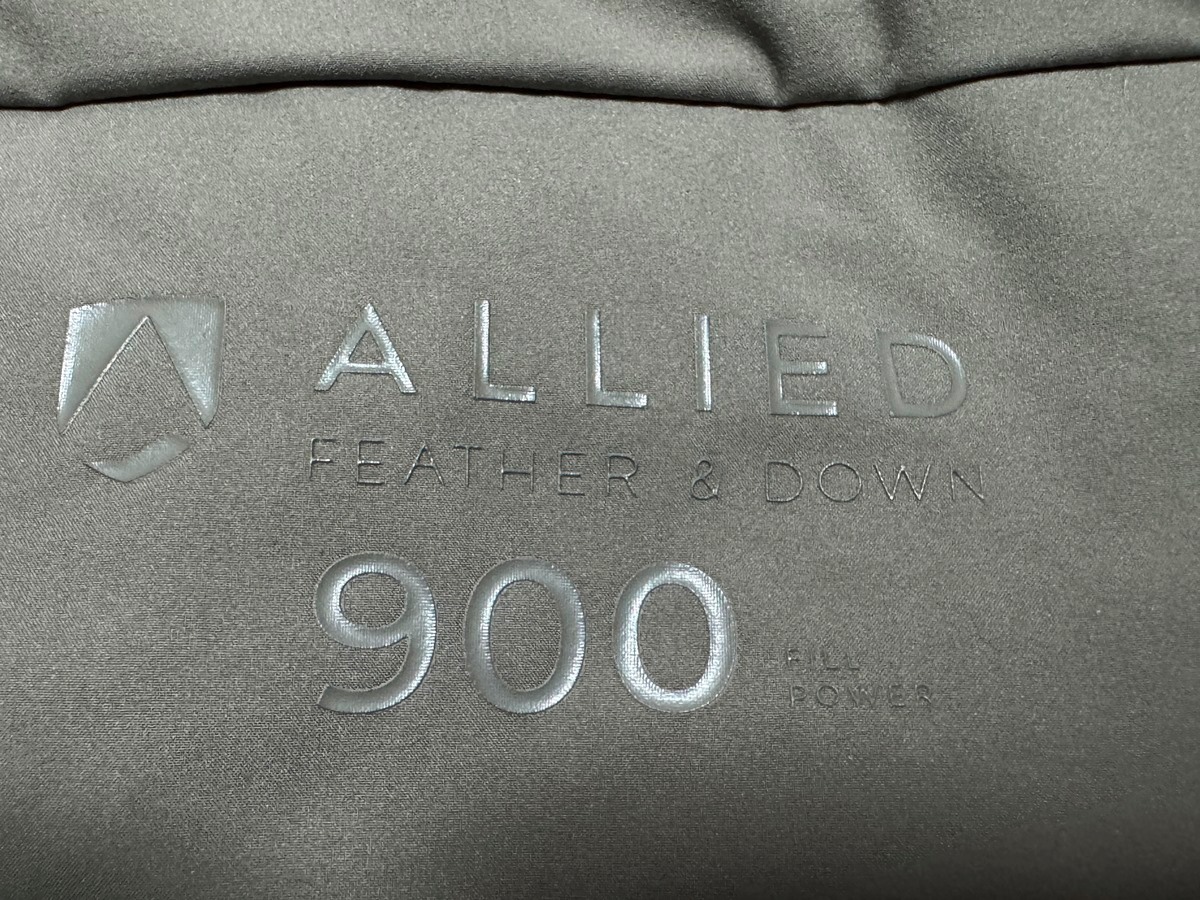 ALLIED
FEATHER & DOWN
900 FILL
POWER